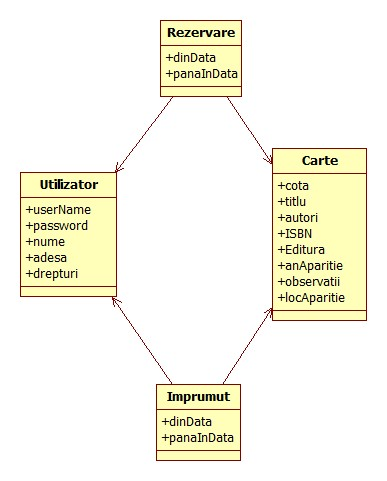 Rezervare
+dinData
+panaInData
Utilizator
+userName
+password
+nume
+adesa
+drepturi
Carte
+cota
+titlu
+autori
+ISBN
+Editura
+anAparitie
+observatii
+locAparitie
Imprumut
+dinData
+panaInData